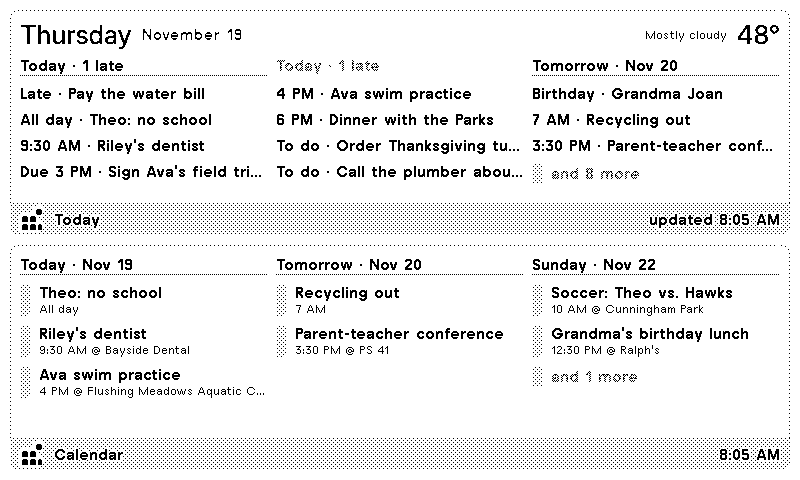 Thursday November 19
Mostly cloudy 48°
Today · 1 late
Late · Pay the water bill
All day · Theo: no school
9:30 AM · Riley's dentist
Due 3 PM · Sign Ava's field tri...
Today · 1 late
4 PM · Ava swim practice
6 PM · Dinner with the Parks
To do · Order Thanksgiving tu...
To do · Call the plumber abou...
Tomorrow · Nov 20
Birthday · Grandma Joan
7 AM · Recycling out
3:30 PM · Parent-teacher conf...
and 8 more
Today
updated 8:05 AM
Today · Nov 19
Theo: no school
All day
Riley's dentist
9:30 AM @ Bayside Dental
Ava swim practice
4 PM @ Flushing Meadows Aquatic C...
Tomorrow · Nov 20
Recycling out
7 AM
Parent-teacher conference
3:30 PM @ PS 41
Sunday · Nov 22
Soccer: Theo vs. Hawks
10 AM @ Cunningham Park
Grandma's birthday lunch
12:30 PM @ Ralph's
and 1 more
Calendar
8:05 AM